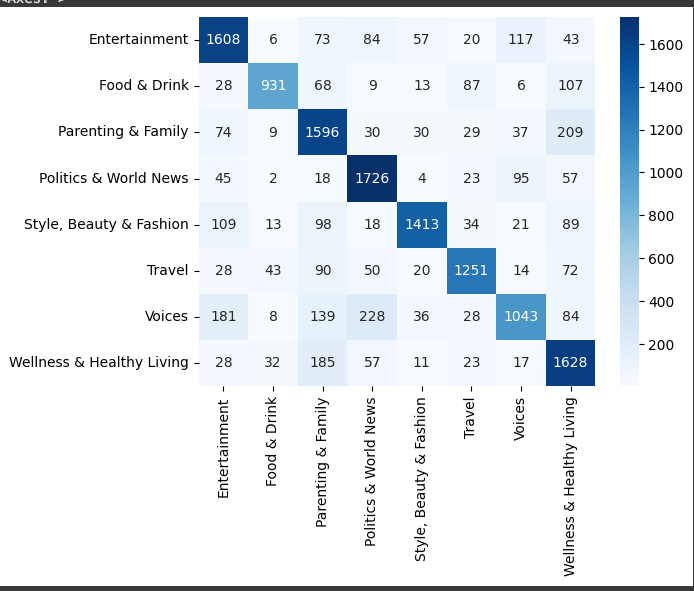 Entertainment 1608 6 73 84 57 20 117 43
Food & Drink 28 931 68 9 13 87 6 107
Parenting & Family 74 9 1596 30 30 29 37 209
Politics & World News 45 2 18 1726 4 23 95 57
Style, Beauty & Fashion 109 13 98 18 1413 34 21 89
Travel 28 43 90 50 20 1251 14 72
Voices 181 8 139 228 36 28 1043 84
Wellness & Healthy Living 28 32 185 57 11 23 17 1628
Entertainment
Food & Drink
Parenting & Family
Politics & World News
Style, Beauty & Fashion
Travel
Voices
Wellness & Healthy Living
1600
1400
1200
1000
800
600
400
200